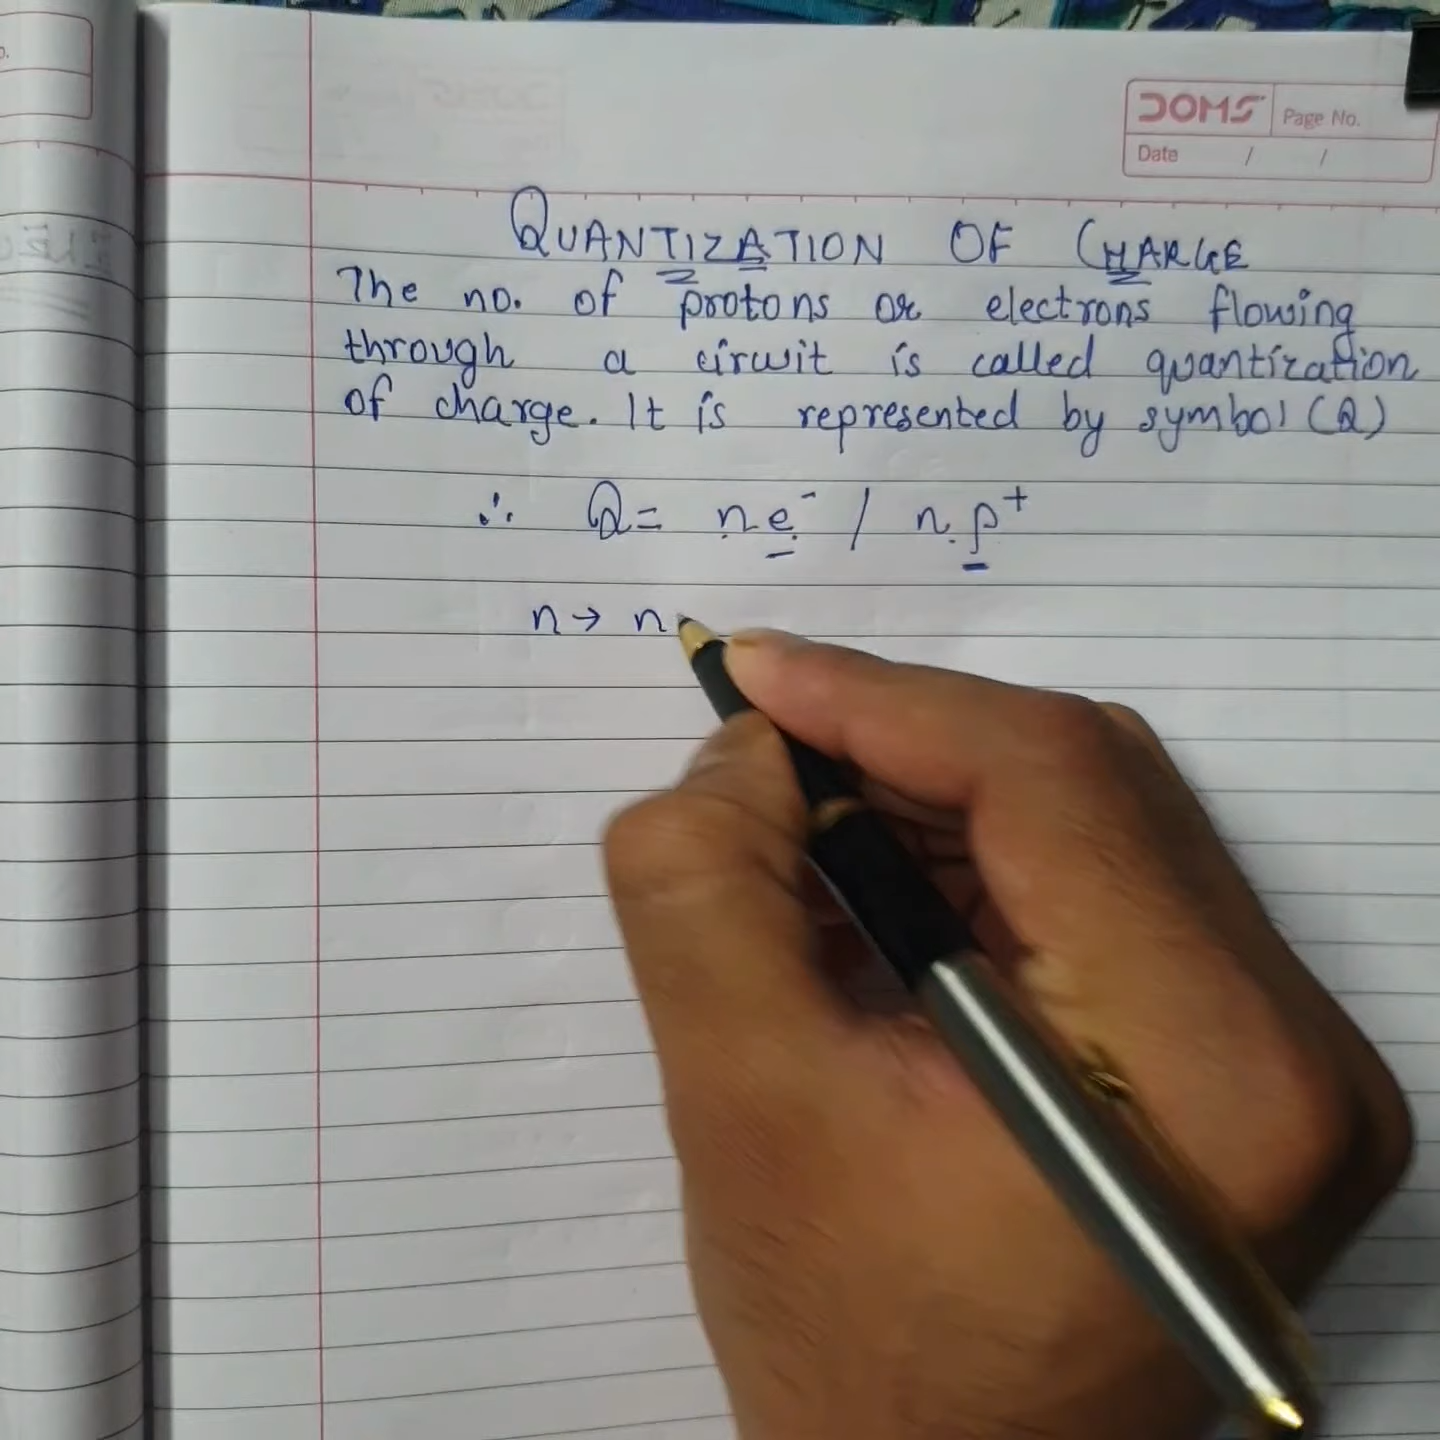 DOMS Page No.
Date / /
QUANTIZATION OF CHARGE
The no. of protons or electrons flowing
through a circuit is called quantization
of charge. It is represented by symbol (Q)
∴ Q = ne⁻ / n.p⁺
n → n